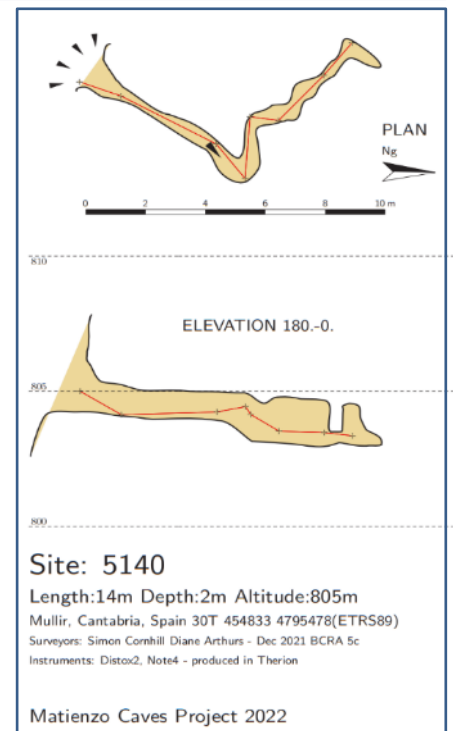 PLAN
Ng
0 2 4 6 8 10 m
810
ELEVATION 180.-0.
805
800
Site: 5140
Length:14m Depth:2m Altitude:805m
Mullir, Cantabria, Spain 30T 454833 4795478(ETRS89)
Surveyors: Simon Cornhill Diane Arthurs - Dec 2021 BCRA 5c
Instruments: Distox2, Note4 - produced in Therion
Matienzo Caves Project 2022